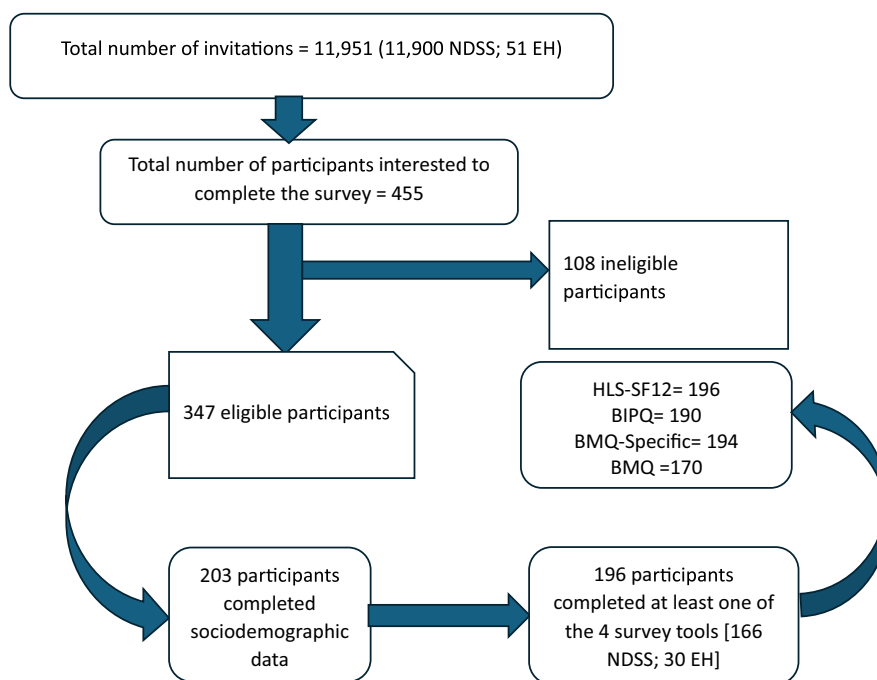 Total number of invitations = 11,951 (11,900 NDSS; 51 EH)
Total number of participants interested to
complete the survey = 455
108 ineligible
participants
347 eligible participants
HLS-SF12= 196
BIPQ= 190
BMQ-Specific= 194
BMQ =170
203 participants
completed
sociodemographic
data
196 participants
completed at least one of
the 4 survey tools [166
NDSS; 30 EH]